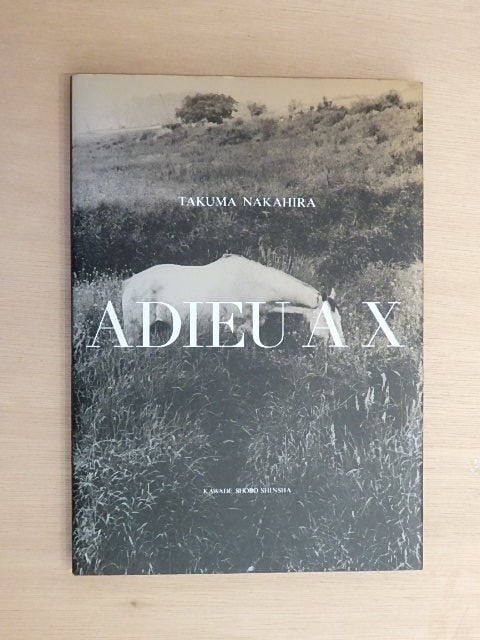 TAKUMA NAKAHIRA
ADIEU A X
KAWADE SHOBO SHINSHA